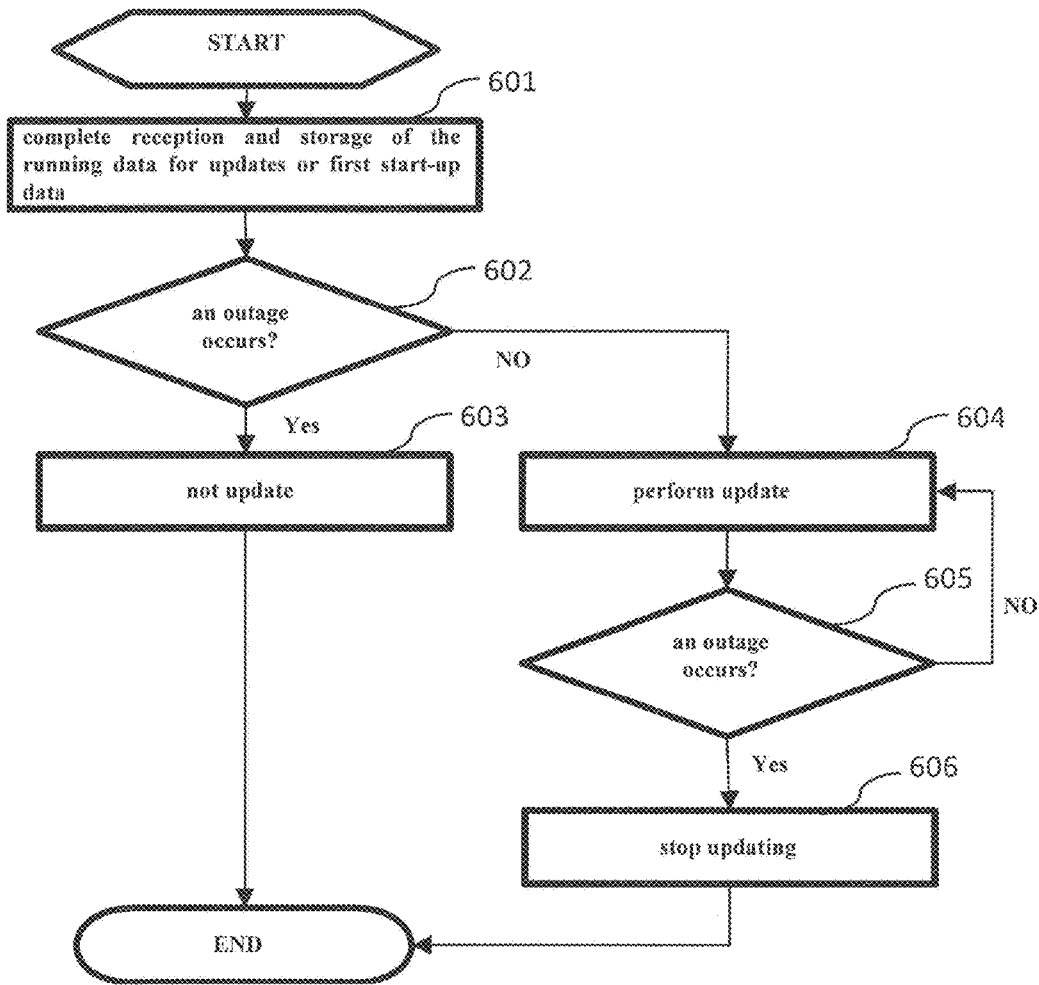 START
601
complete reception and storage of the
running data for updates or first start-up
data
602
an outage
occurs?
NO
Yes
603
604
not update
perform update
605
NO
an outage
occurs?
Yes
606
stop updating
END